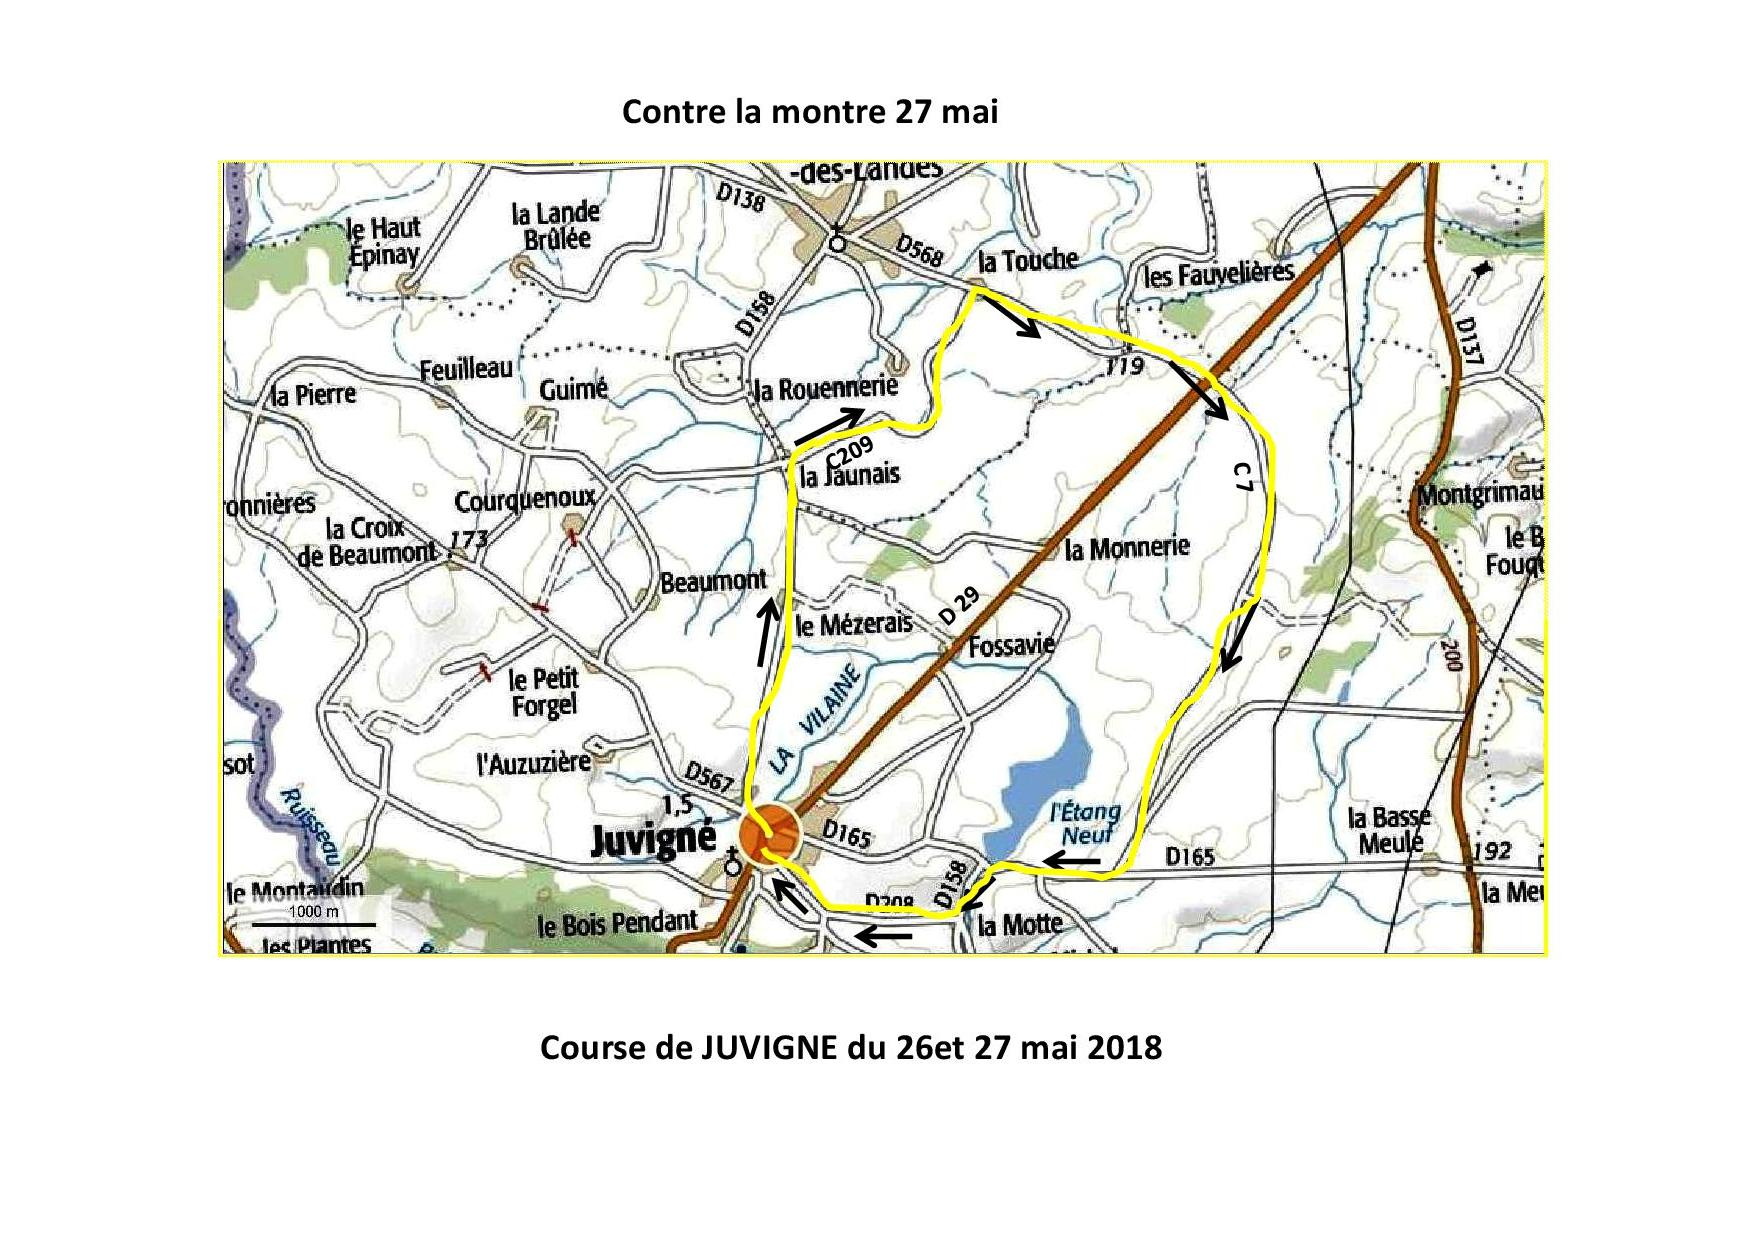 Contre la montre 27 mai
-des-Landes
D138
la Lande
Brûlée
le Haut
Épinay
D568
la Touche
les Fauvelières
D158
D137
Feuilleau
la Pierre
Guimé
la Rouennerie
119
C209
la Jaunais
C7
Montgrimau
onnières
Courquenoux
la Croix
de Beaumont
173
la Monnerie
le B
Fouqu
Beaumont
le Mézerais
D 29
Fossavie
200
le Petit
Forgel
LA VILAINE
l'Auzuzière
sot
D567
1,5
Juvigné
D165
l'Étang
Neuf
la Basse
Meule
Ruisseau
D165
192
le Montaudin
1000 m
les Plantes
le Bois Pendant
D208
D158
la Motte
la Meu
Course de JUVIGNE du 26et 27 mai 2018